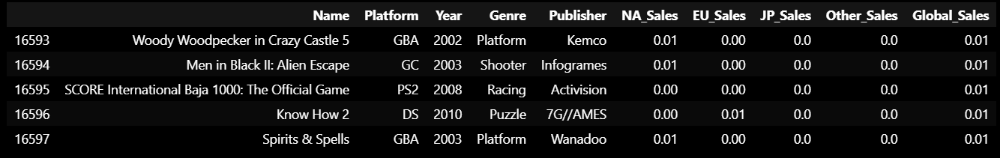 Name Platform Year Genre Publisher NA_Sales EU_Sales JP_Sales Other_Sales Global_Sales
16593 Woody Woodpecker in Crazy Castle 5 GBA 2002 Platform Kemco 0.01 0.00 0.0 0.0 0.01
16594 Men in Black II: Alien Escape GC 2003 Shooter Infogrames 0.01 0.00 0.0 0.0 0.01
16595 SCORE International Baja 1000: The Official Game PS2 2008 Racing Activision 0.00 0.00 0.0 0.0 0.01
16596 Know How 2 DS 2010 Puzzle 7G//AMES 0.00 0.01 0.0 0.0 0.01
16597 Spirits & Spells GBA 2003 Platform Wanadoo 0.01 0.00 0.0 0.0 0.01